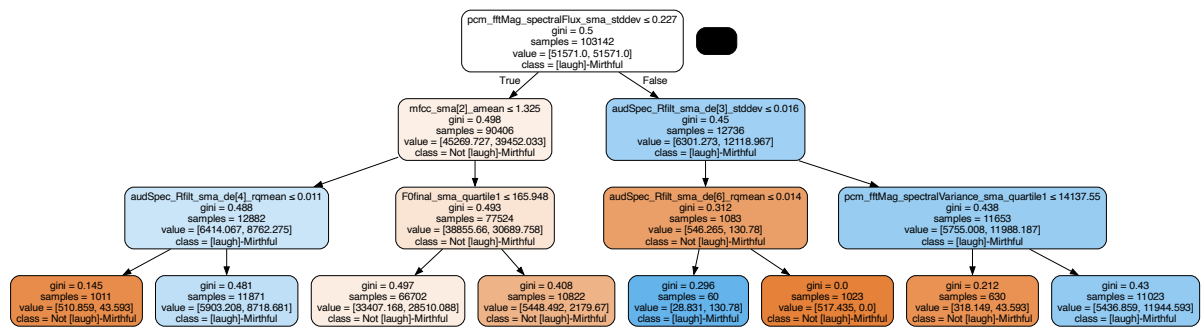 pcm_fftMag_spectralFlux_sma_stddev ≤ 0.227
gini = 0.5
samples = 103142
value = [51571.0, 51571.0]
class = [laugh]-Mirthful
True
False
mfcc_sma[2]_amean ≤ 1.325
gini = 0.498
samples = 90406
value = [45269.727, 39452.033]
class = Not [laugh]-Mirthful
audSpec_Rfilt_sma_de[3]_stddev ≤ 0.016
gini = 0.45
samples = 12736
value = [6301.273, 12118.967]
class = [laugh]-Mirthful
audSpec_Rfilt_sma_de[4]_rqmean ≤ 0.011
gini = 0.488
samples = 12882
value = [6414.067, 8762.275]
class = [laugh]-Mirthful
F0final_sma_quartile1 ≤ 165.948
gini = 0.493
samples = 77524
value = [38855.66, 30689.758]
class = Not [laugh]-Mirthful
audSpec_Rfilt_sma_de[6]_rqmean ≤ 0.014
gini = 0.312
samples = 1083
value = [546.265, 130.78]
class = Not [laugh]-Mirthful
pcm_fftMag_spectralVariance_sma_quartile1 ≤ 14137.55
gini = 0.438
samples = 11653
value = [5755.008, 11988.187]
class = [laugh]-Mirthful
gini = 0.145
samples = 1011
value = [510.859, 43.593]
class = Not [laugh]-Mirthful
gini = 0.481
samples = 11871
value = [5903.208, 8718.681]
class = [laugh]-Mirthful
gini = 0.497
samples = 66702
value = [33407.168, 28510.088]
class = Not [laugh]-Mirthful
gini = 0.408
samples = 10822
value = [5448.492, 2179.67]
class = Not [laugh]-Mirthful
gini = 0.296
samples = 60
value = [28.831, 130.78]
class = [laugh]-Mirthful
gini = 0.0
samples = 1023
value = [517.435, 0.0]
class = Not [laugh]-Mirthful
gini = 0.212
samples = 630
value = [318.149, 43.593]
class = Not [laugh]-Mirthful
gini = 0.43
samples = 11023
value = [5436.859, 11944.593]
class = [laugh]-Mirthful